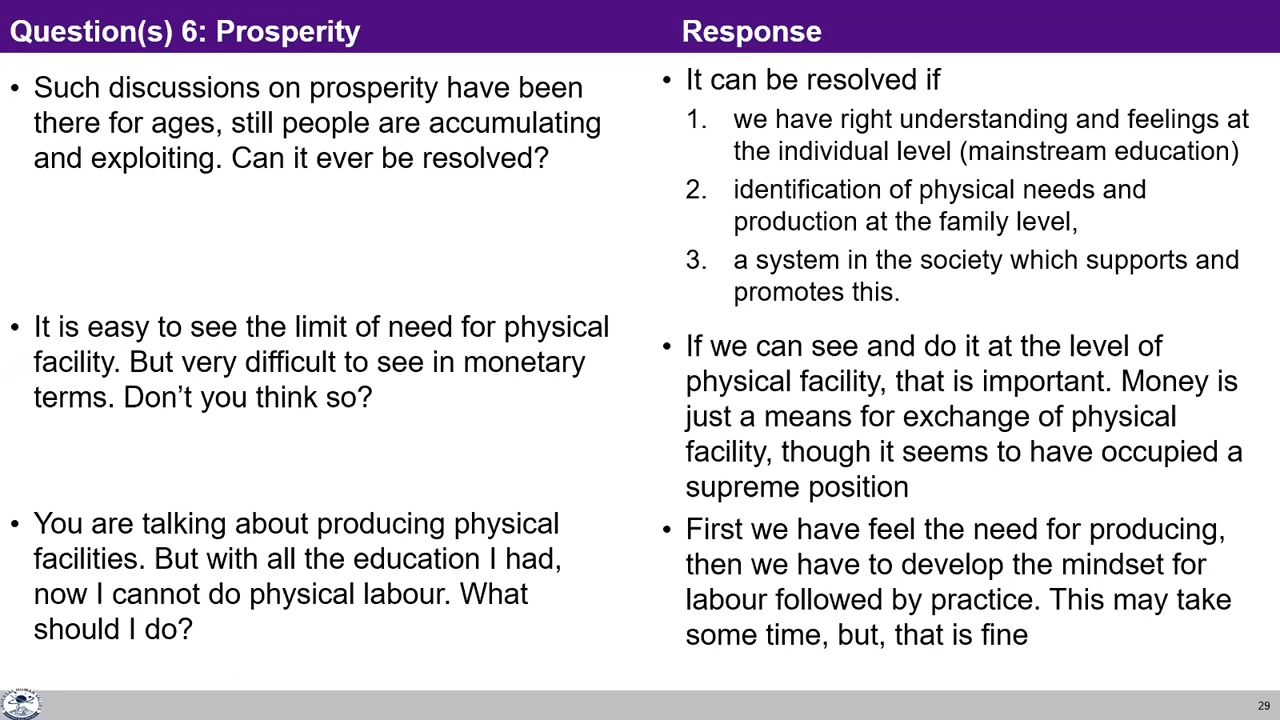 Question(s) 6: Prosperity
Response
• Such discussions on prosperity have been
there for ages, still people are accumulating
and exploiting. Can it ever be resolved?
• It is easy to see the limit of need for physical
facility. But very difficult to see in monetary
terms. Don’t you think so?
• You are talking about producing physical
facilities. But with all the education I had,
now I cannot do physical labour. What
should I do?
• It can be resolved if
1. we have right understanding and feelings at
the individual level (mainstream education)
2. identification of physical needs and
production at the family level,
3. a system in the society which supports and
promotes this.
• If we can see and do it at the level of
physical facility, that is important. Money is
just a means for exchange of physical
facility, though it seems to have occupied a
supreme position
• First we have feel the need for producing,
then we have to develop the mindset for
labour followed by practice. This may take
some time, but, that is fine
29